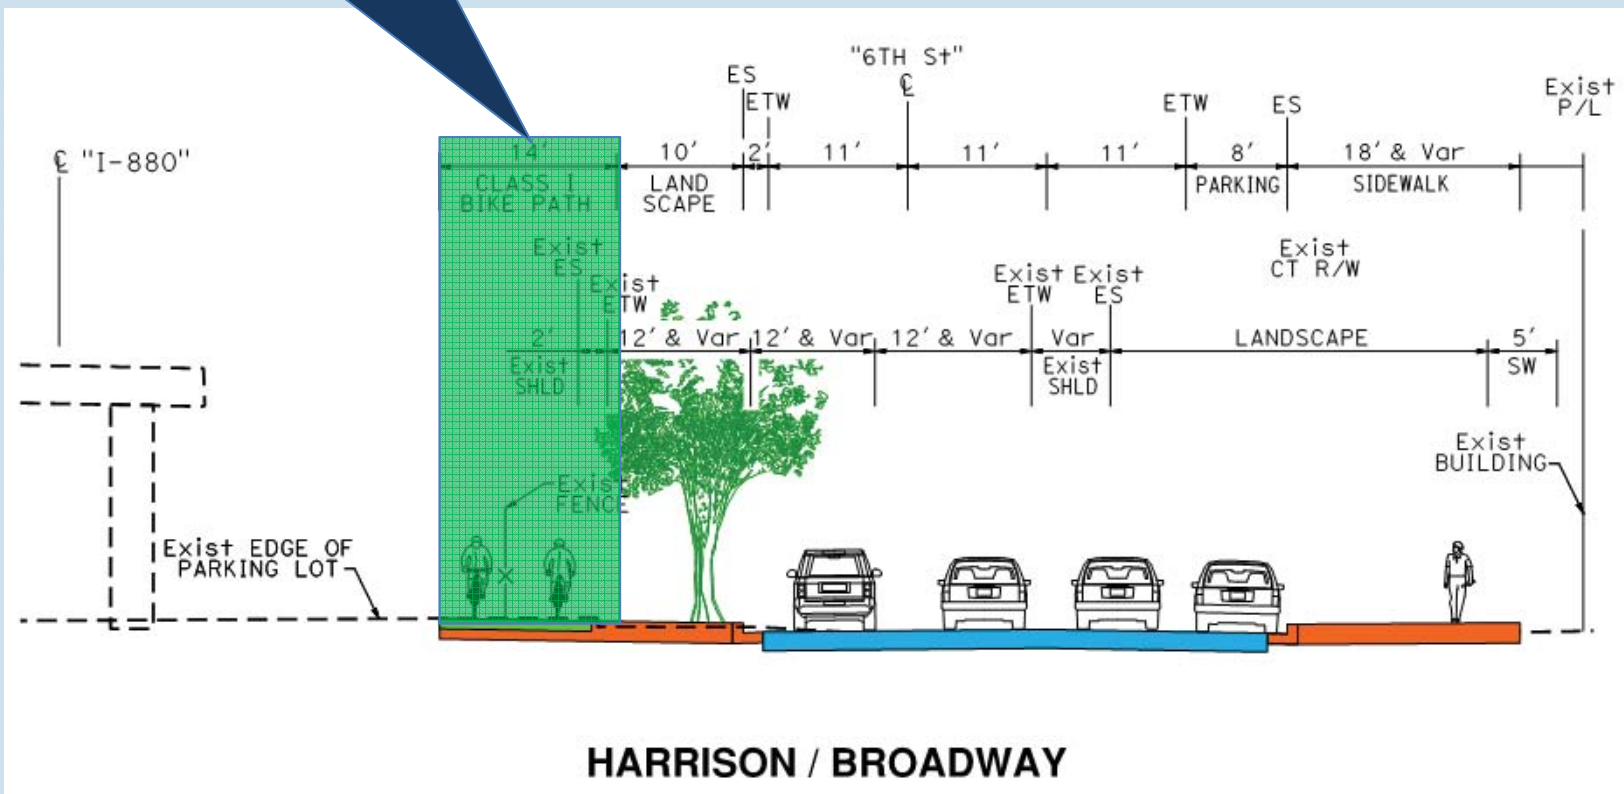 "6TH St"
℄
ES
ETW
ETW
ES
Exist
P/L
℄ "I-880"
14'
10'
2'
11'
11'
11'
8'
18' & Var
CLASS I
BIKE PATH
LAND
SCAPE
PARKING
SIDEWALK
Exist
ES
Exist
ETW
Exist
ETW
Exist
ES
Exist
CT R/W
2'
12' & Var
12' & Var
12' & Var
Var
LANDSCAPE
5'
Exist
SHLD
Exist
SHLD
SW
Exist
FENCE
Exist
BUILDING
Exist EDGE OF
PARKING LOT
HARRISON / BROADWAY